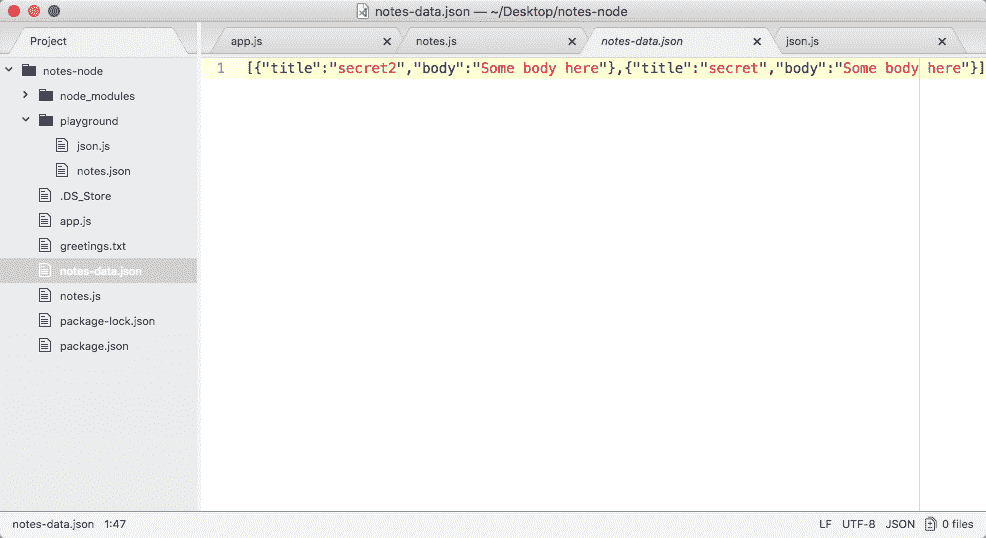 notes-data.json — ~/Desktop/notes-node
Project
app.js
notes.js
notes-data.json
json.js
notes-node
node_modules
playground
json.js
notes.json
.DS_Store
app.js
greetings.txt
notes-data.json
notes.js
package-lock.json
package.json
1 [{"title":"secret2","body":"Some body here"},{"title":"secret","body":"Some body here"}]
notes-data.json 1:47
LF UTF-8 JSON 0 files